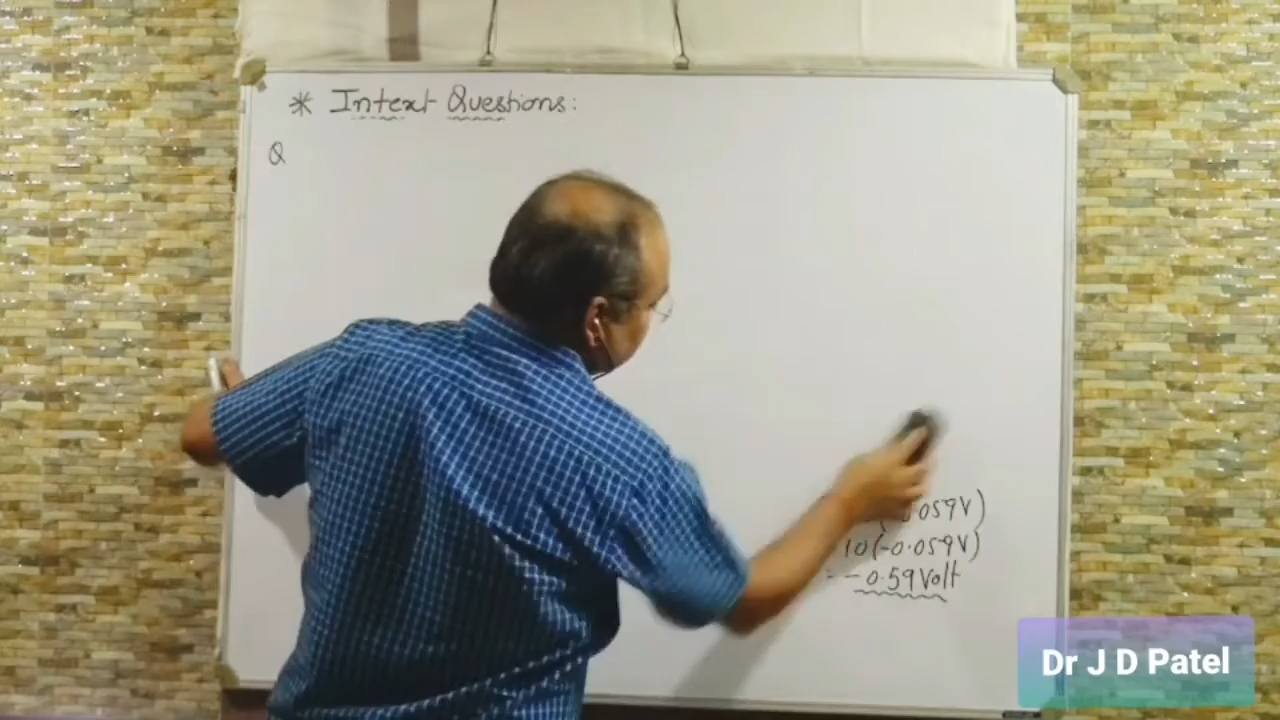 * Intext Questions:
Q
(-0.059V)
10(-0.059V)
- 0.59 Volt
Dr J D Patel